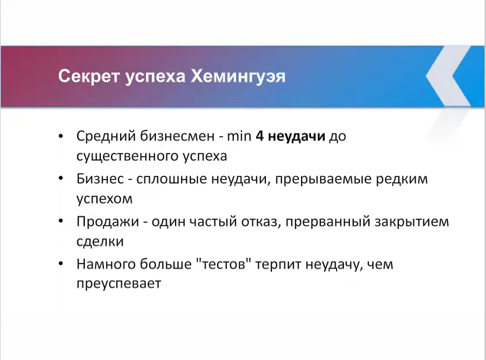 Секрет успеха Хемингуэя
• Средний бизнесмен - min 4 неудачи до
существенного успеха
• Бизнес - сплошные неудачи, прерываемые редким
успехом
• Продажи - один частый отказ, прерванный закрытием
сделки
• Намного больше "тестов" терпит неудачу, чем
преуспевает